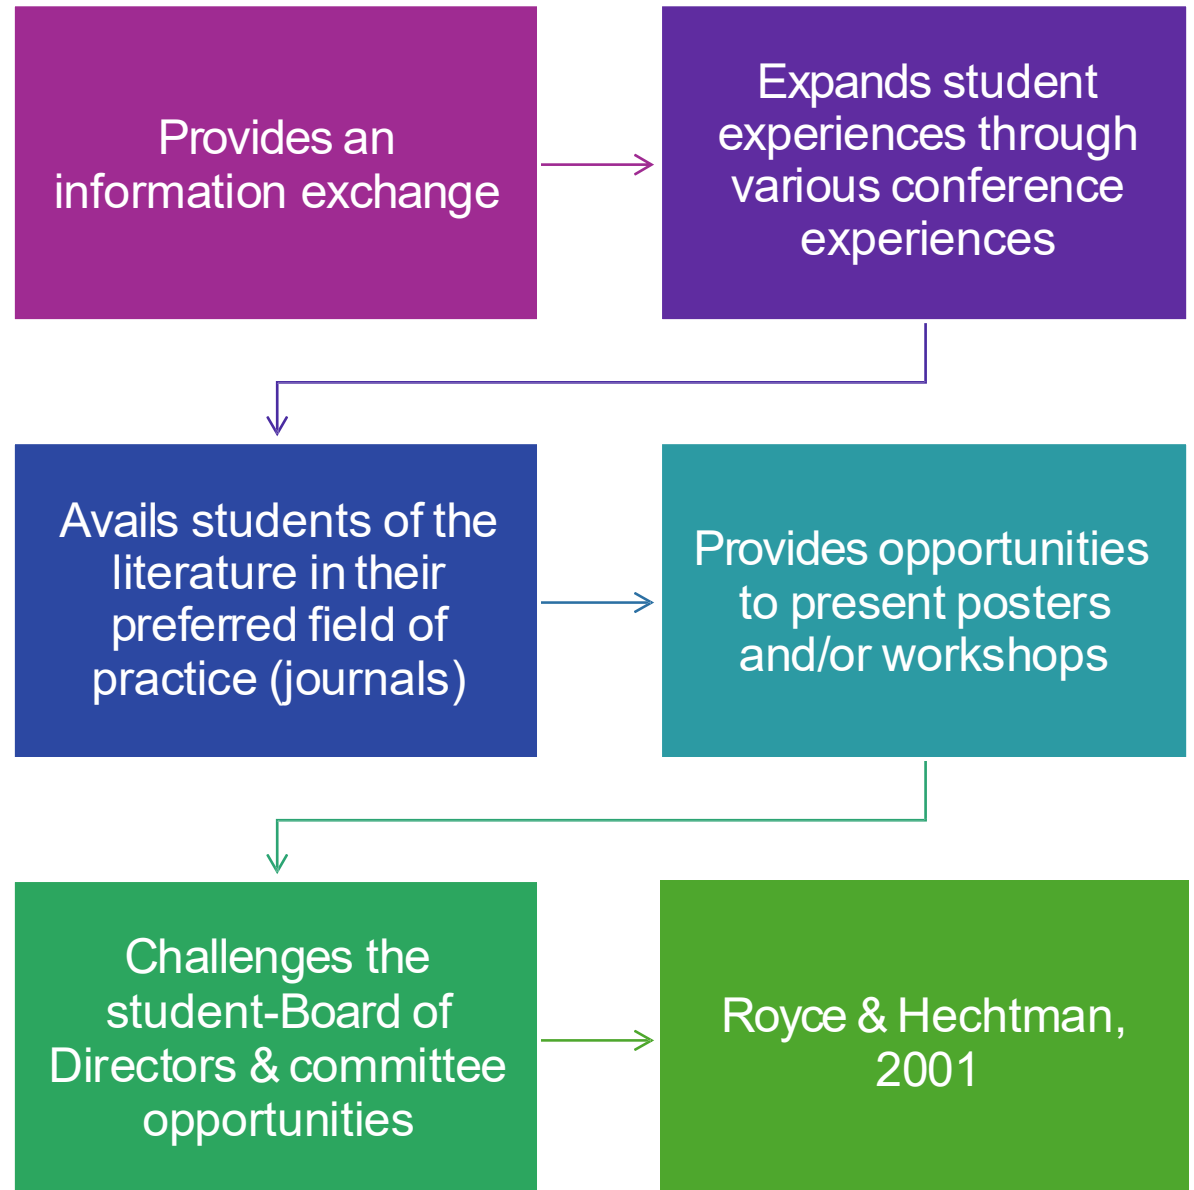 Provides an
information exchange
Expands student
experiences through
various conference
experiences
Avails students of the
literature in their
preferred field of
practice (journals)
Provides opportunities
to present posters
and/or workshops
Challenges the
student-Board of
Directors & committee
opportunities
Royce & Hechtman,
2001